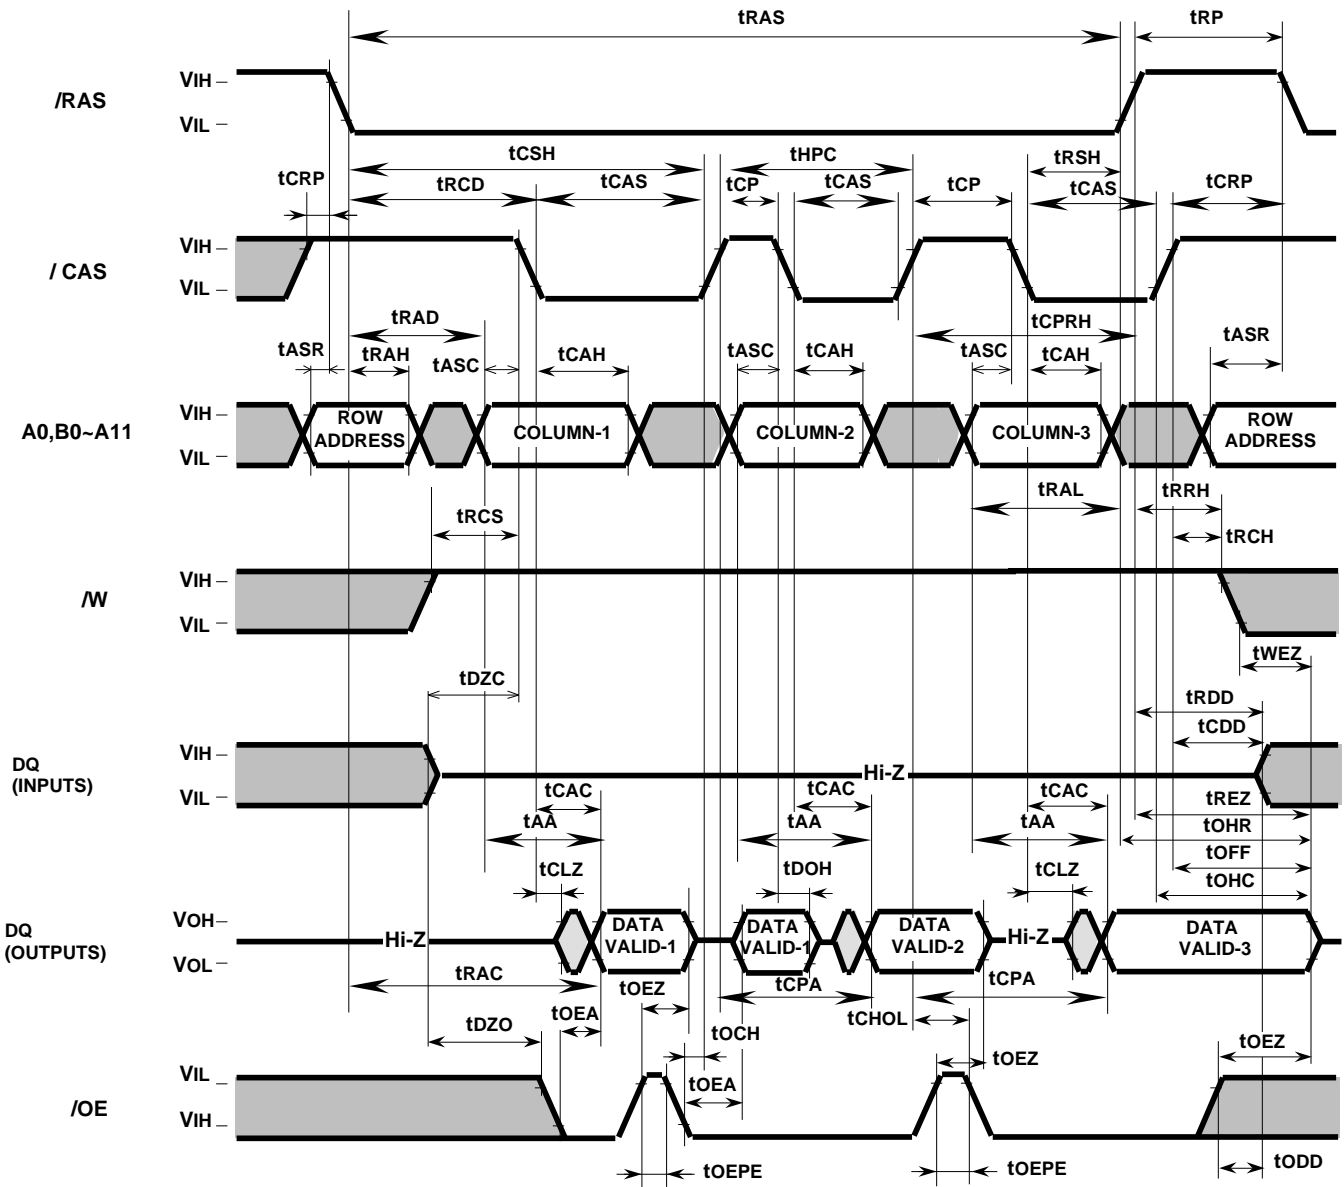 tRAS
tRP
/RAS
VIH
VIL
tCSH
tHPC
tRSH
tCRP
tRCD
tCAS
tCP
tCAS
tCP
tCAS
tCRP
/ CAS
VIH
VIL
tRAD
tCPRH
tASR
tRAH
tASC
tCAH
tASC
tCAH
tASC
tCAH
tASR
A0,B0~A11
VIH
VIL
ROW
ADDRESS
COLUMN-1
COLUMN-2
COLUMN-3
ROW
ADDRESS
tRCS
tRAL
tRRH
tRCH
/W
VIH
VIL
tWEZ
tDZC
tRDD
tCDD
DQ
(INPUTS)
VIH
VIL
Hi-Z
tCAC
tCAC
tCAC
tREZ
tAA
tAA
tAA
tOHR
tCLZ
tDOH
tCLZ
tOFF
tOHC
DQ
(OUTPUTS)
VOH
VOL
Hi-Z
DATA
VALID-1
DATA
VALID-1
DATA
VALID-2
Hi-Z
DATA
VALID-3
tRAC
tOEZ
tCPA
tCPA
tDZO
tOEA
tOCH
tCHOL
tOEZ
tOEZ
tOEA
/OE
VIL
VIH
tOEPE
tOEPE
tODD